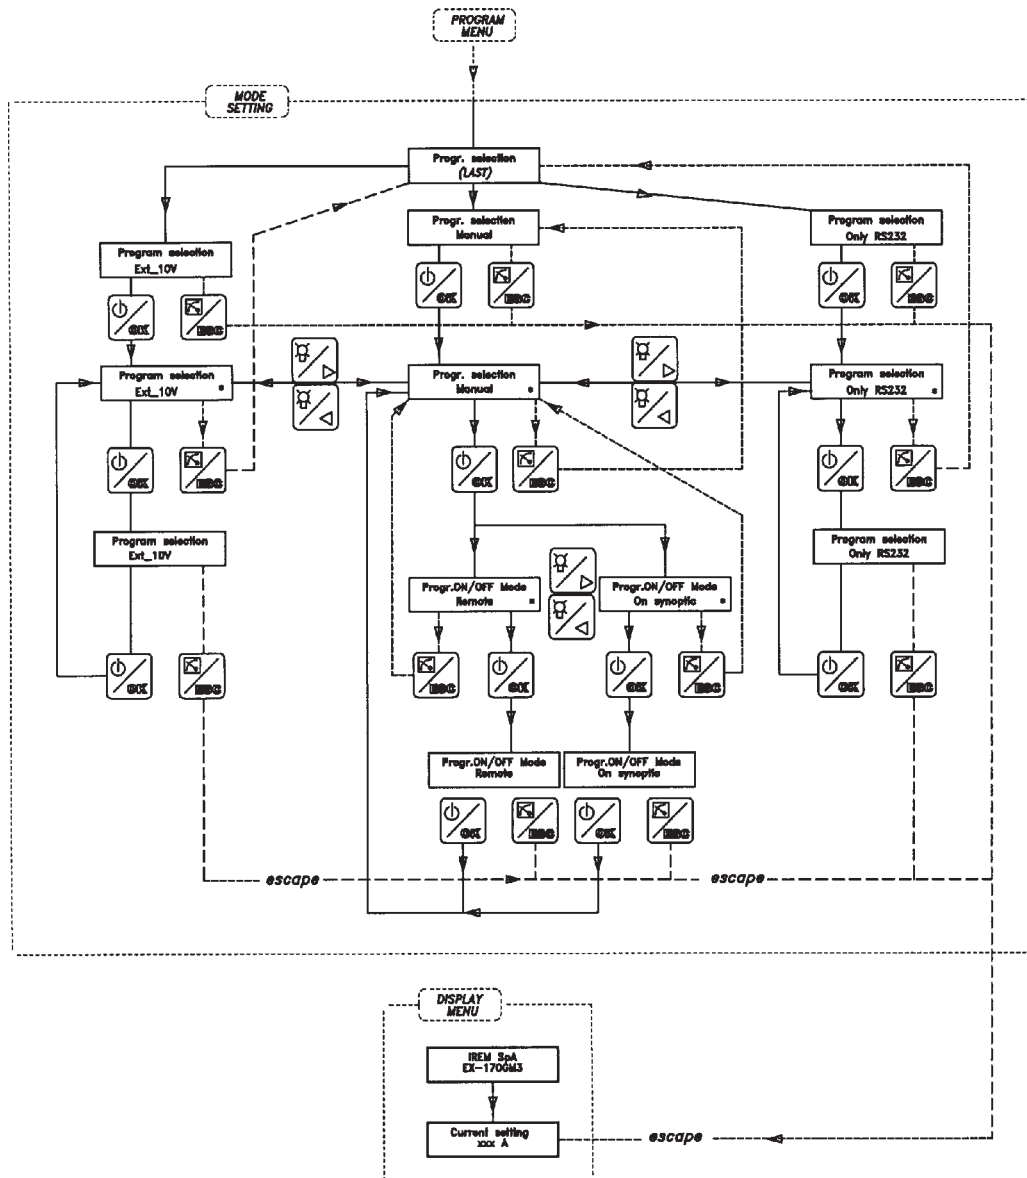 PROGRAM
MENU
MODE
SETTING
Progr. selection
(LAST)
Progr. selection
Manual
Program selection
Only RS232
Program selection
Ext_10V
OK
ESC
OK
ESC
OK
ESC
Program selection
Ext_10V *
Progr. selection
Manual *
Program selection
Only RS232 *
OK
ESC
OK
ESC
OK
ESC
Program selection
Ext_10V
Program selection
Only RS232
Progr.ON/OFF Mode
Remote *
Progr.ON/OFF Mode
On synoptic *
OK
ESC
ESC
OK
OK
ESC
OK
ESC
Progr.ON/OFF Mode
Remote
Progr.ON/OFF Mode
On synoptic
OK
ESC
OK
ESC
escape
escape
DISPLAY
MENU
IREM SpA
EX-170GM3
Current setting
xxx A
escape